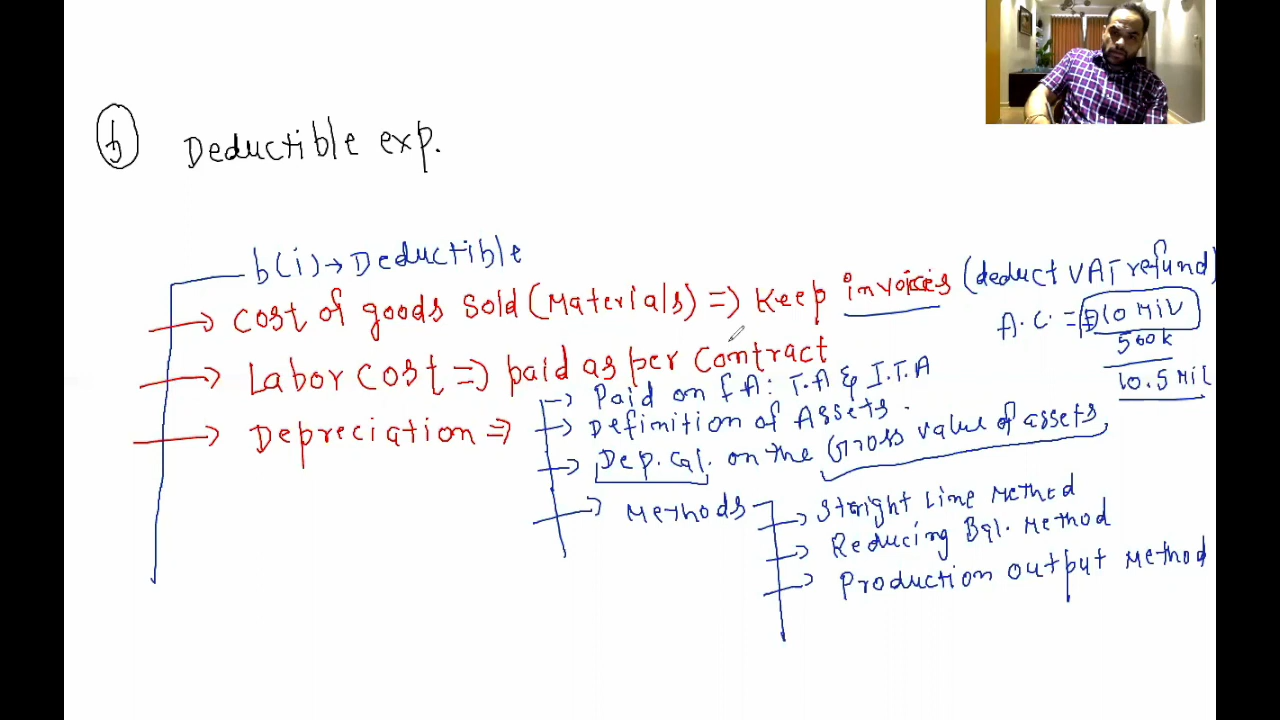 b Deductible exp.
b(i) → Deductible
Cost of goods sold (Materials) => Keep invoices (deduct VAT refund)
A.C. = 10 Mil
500k
10.5 Mil
Labor cost => paid as per contract
Depreciation =>
Paid on fA: T.A & I.T.A
Definition of Assets.
Dep. Cal. on the Gross value of assets
Methods
Straight Line Method
Reducing Bal. Method
Production output Method